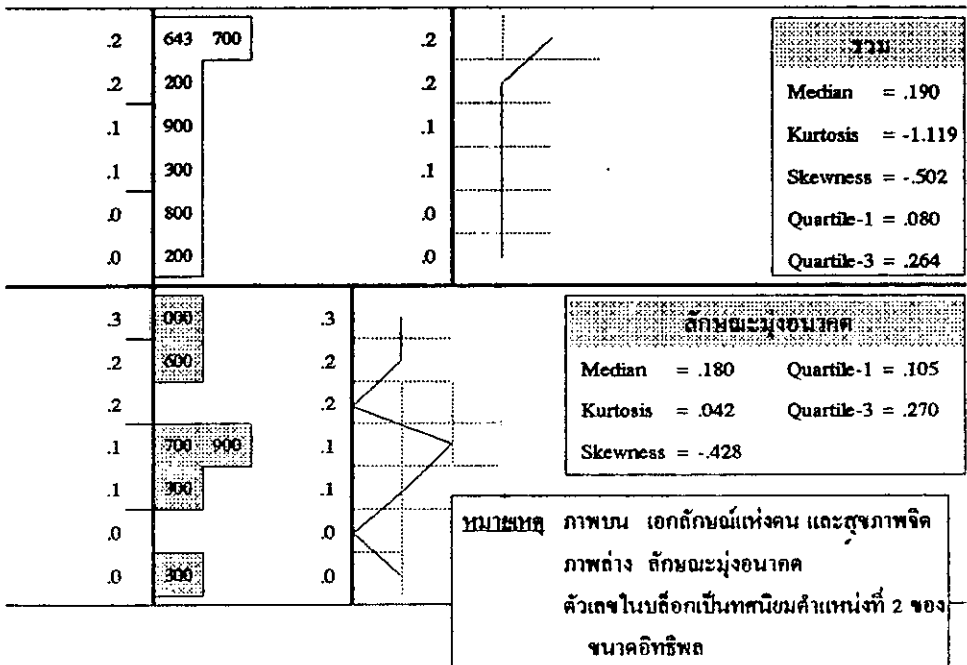 .2 643 700 .2
.2 200 .2
.1 900 .1
.1 300 .1
.0 800 .0
.0 200 .0
รวม
Median = .190
Kurtosis = -1.119
Skewness = -.502
Quartile-1 = .080
Quartile-3 = .264
.3 000 .3
.2 600 .2
.2 .2
.1 700 900 .1
.1 300 .1
.0 .0
.0 300 .0
ลักษณะมุ่งอนาคต
Median = .180 Quartile-1 = .105
Kurtosis = .042 Quartile-3 = .270
Skewness = -.428
หมายเหตุ ภาพบน เอกลักษณ์แห่งตน และสุขภาพจิต
ภาพล่าง ลักษณะมุ่งอนาคต
ตัวเลขในบล็อกเป็นทศนิยมตำแหน่งที่ 2 ของ
ขนาดอิทธิพล